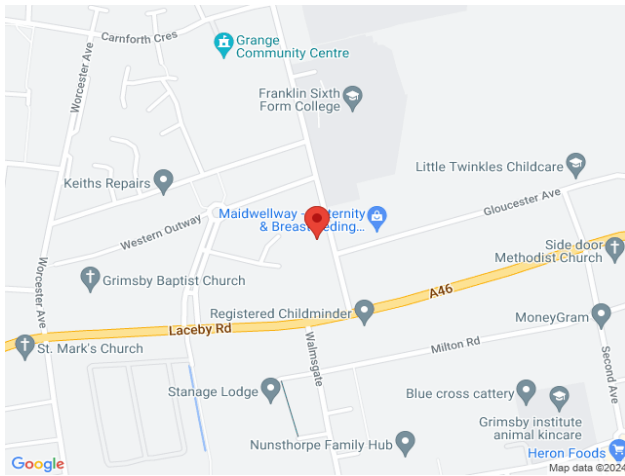 Carnforth Cres
Worcester Ave
Grange
Community Centre
Franklin Sixth
Form College
Little Twinkles Childcare
Keiths Repairs
Gloucester Ave
Western Outway
Side door
Methodist Church
Grimsby Baptist Church
Worcester Ave
A46
Registered Childminder
MoneyGram
Laceby Rd
St. Mark's Church
Walmsgate
Milton Rd
Second Ave
Stanage Lodge
Blue cross cattery
Grimsby institute
animal kincare
Nunsthorpe Family Hub
Heron Foods
Google
Map data ©2024
Maidwellway -
& Breast